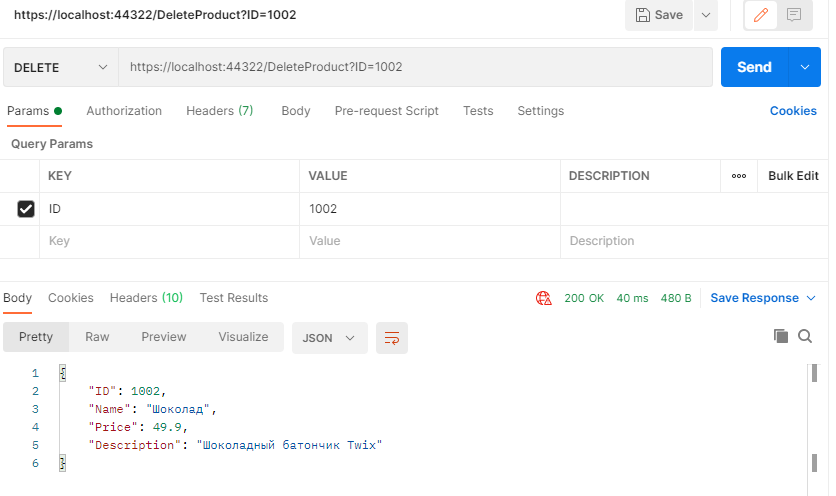 https://localhost:44322/DeleteProduct?ID=1002 Save
DELETE https://localhost:44322/DeleteProduct?ID=1002 Send
Params Authorization Headers (7) Body Pre-request Script Tests Settings Cookies
Query Params
KEY VALUE DESCRIPTION ooo Bulk Edit
ID 1002
Key Value Description
Body Cookies Headers (10) Test Results 200 OK 40 ms 480 B Save Response
Pretty Raw Preview Visualize JSON
1 {
2 "ID": 1002,
3 "Name": "Шоколад",
4 "Price": 49.9,
5 "Description": "Шоколадный батончик Twix"
6 }